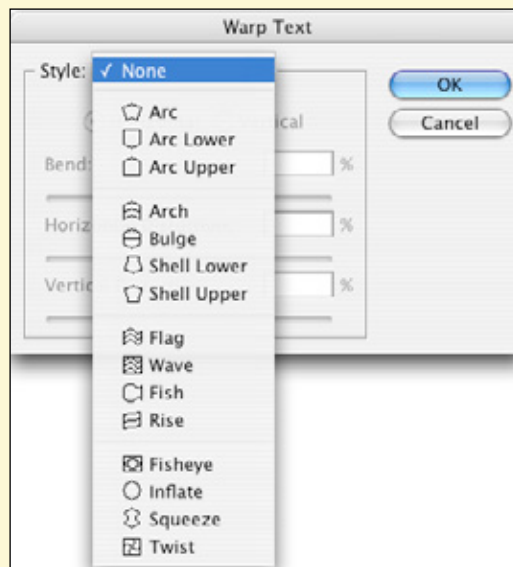 Warp Text
Style: ✓ None
OK
Cancel
Arc
Arc Lower
Arc Upper
Bend: %
Arch
Bulge
Shell Lower
Shell Upper
%
%
Flag
Wave
Fish
Rise
Fisheye
Inflate
Squeeze
Twist